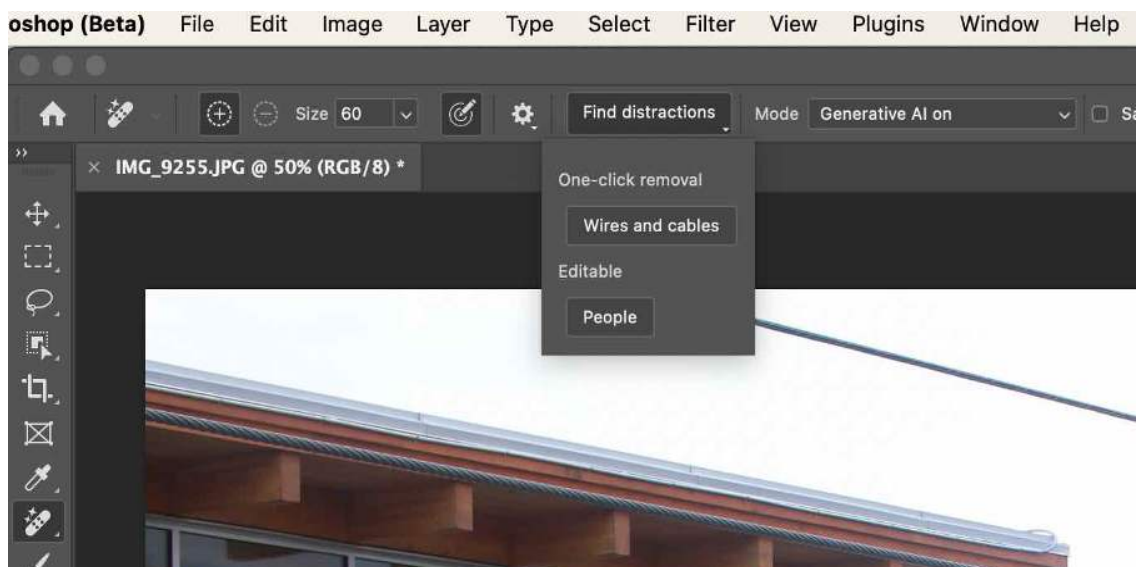 oshop (Beta) File Edit Image Layer Type Select Filter View Plugins Window Help
Size 60 Find distractions Mode Generative AI on Sa
IMG_9255.JPG @ 50% (RGB/8) *
One-click removal
Wires and cables
Editable
People